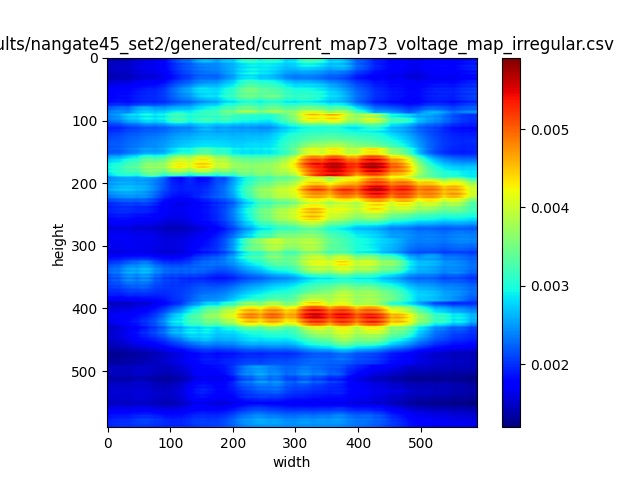 ults/nangate45_set2/generated/current_map73_voltage_map_irregular.csv
0
100
200
300
400
500
height
0 100 200 300 400 500
width
0.005
0.004
0.003
0.002